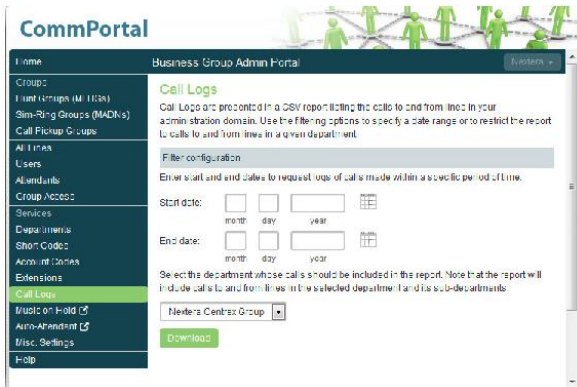 CommPortal
Home
Business Group Admin Portal
Nextera
Groups
Hunt Groups (MLHGs)
Sim-Ring Groups (MADNs)
Call Pickup Groups
All Lines
Users
Attendants
Group Access
Services
Departments
Short Codes
Account Codes
Extensions
Call Logs
Music on Hold
Auto-Attendant
Misc. Settings
Help
Call Logs
Call Logs are presented in a CSV report listing the calls to and from lines in your
administration domain. Use the filtering options to specify a date range or to restrict the report
to calls to and from lines in a given department
Filter configuration
Enter start and end dates to request logs of calls made within a specific period of time.
Start date:
month day year
End date:
month day year
Select the department whose calls should be included in the report. Note that the report will
include calls to and from lines in the selected department and its sub-departments
Nextera Centrex Group
Download